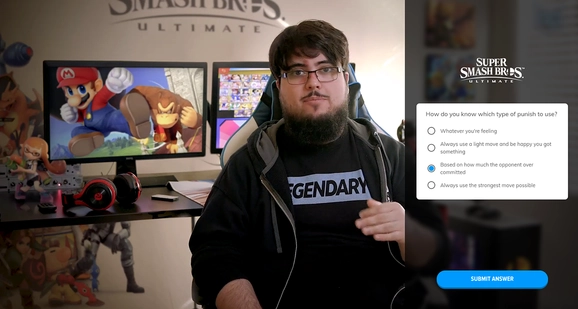 SMASH BROS.
ULTIMATE
EGENDARY
SUPER
SMASH BROS.
ULTIMATE
How do you know which type of punish to use?
Whatever you're feeling
Always use a light move and be happy you got
something
Based on how much the opponent over
committed
Always use the strongest move possible
SUBMIT ANSWER